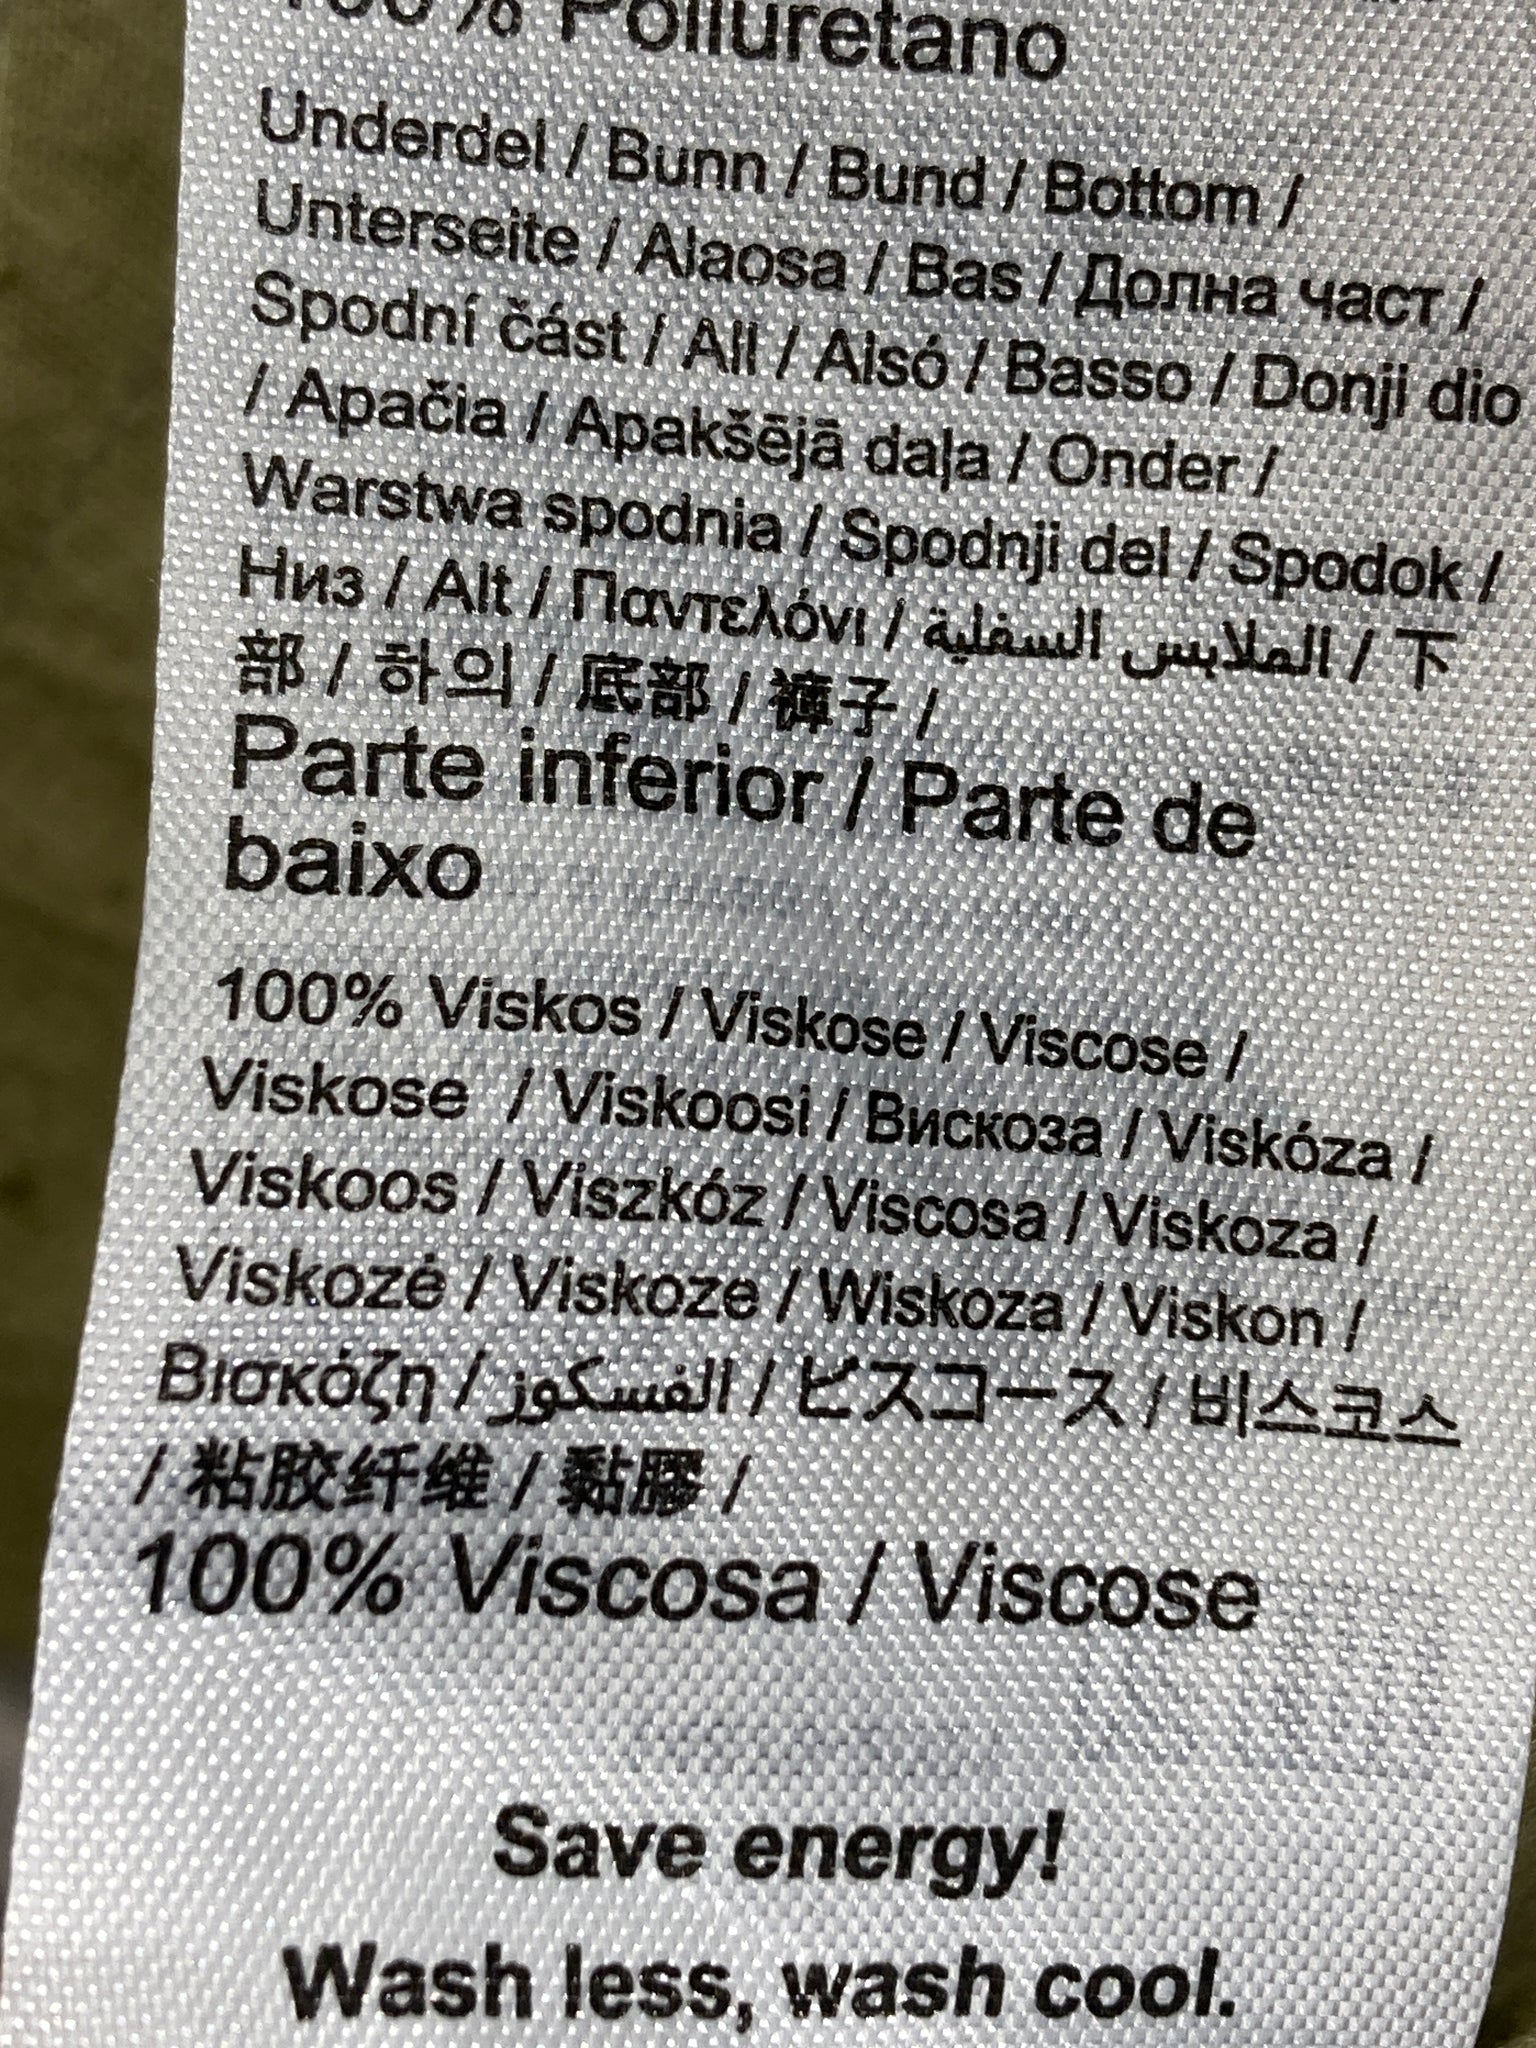 100% Poliuretano
Underdel / Bunn / Bund / Bottom /
Unterseite / Alaosa / Bas / Долна част /
Spodní část / All / Alsó / Basso / Donji dio
/ Apačia / Apakšējā daļa / Onder /
Warstwa spodnia / Spodnji del / Spodok /
Низ / Alt / Παντελόνι / الملابس السفلية / 下
部 / 하의 / 底部 / 褲子 /
Parte inferior / Parte de
baixo
100% Viskos / Viskose / Viscose /
Viskose / Viskoosi / Вискоза / Viskóza /
Viskoos / Viszkóz / Viscosa / Viskoza /
Viskozė / Viskoze / Wiskoza / Viskon /
Βισκόζη / الفسكوز / ビスコース / 비스코스
/ 粘胶纤维 / 黏膠 /
100% Viscosa / Viscose
Save energy!
Wash less, wash cool.